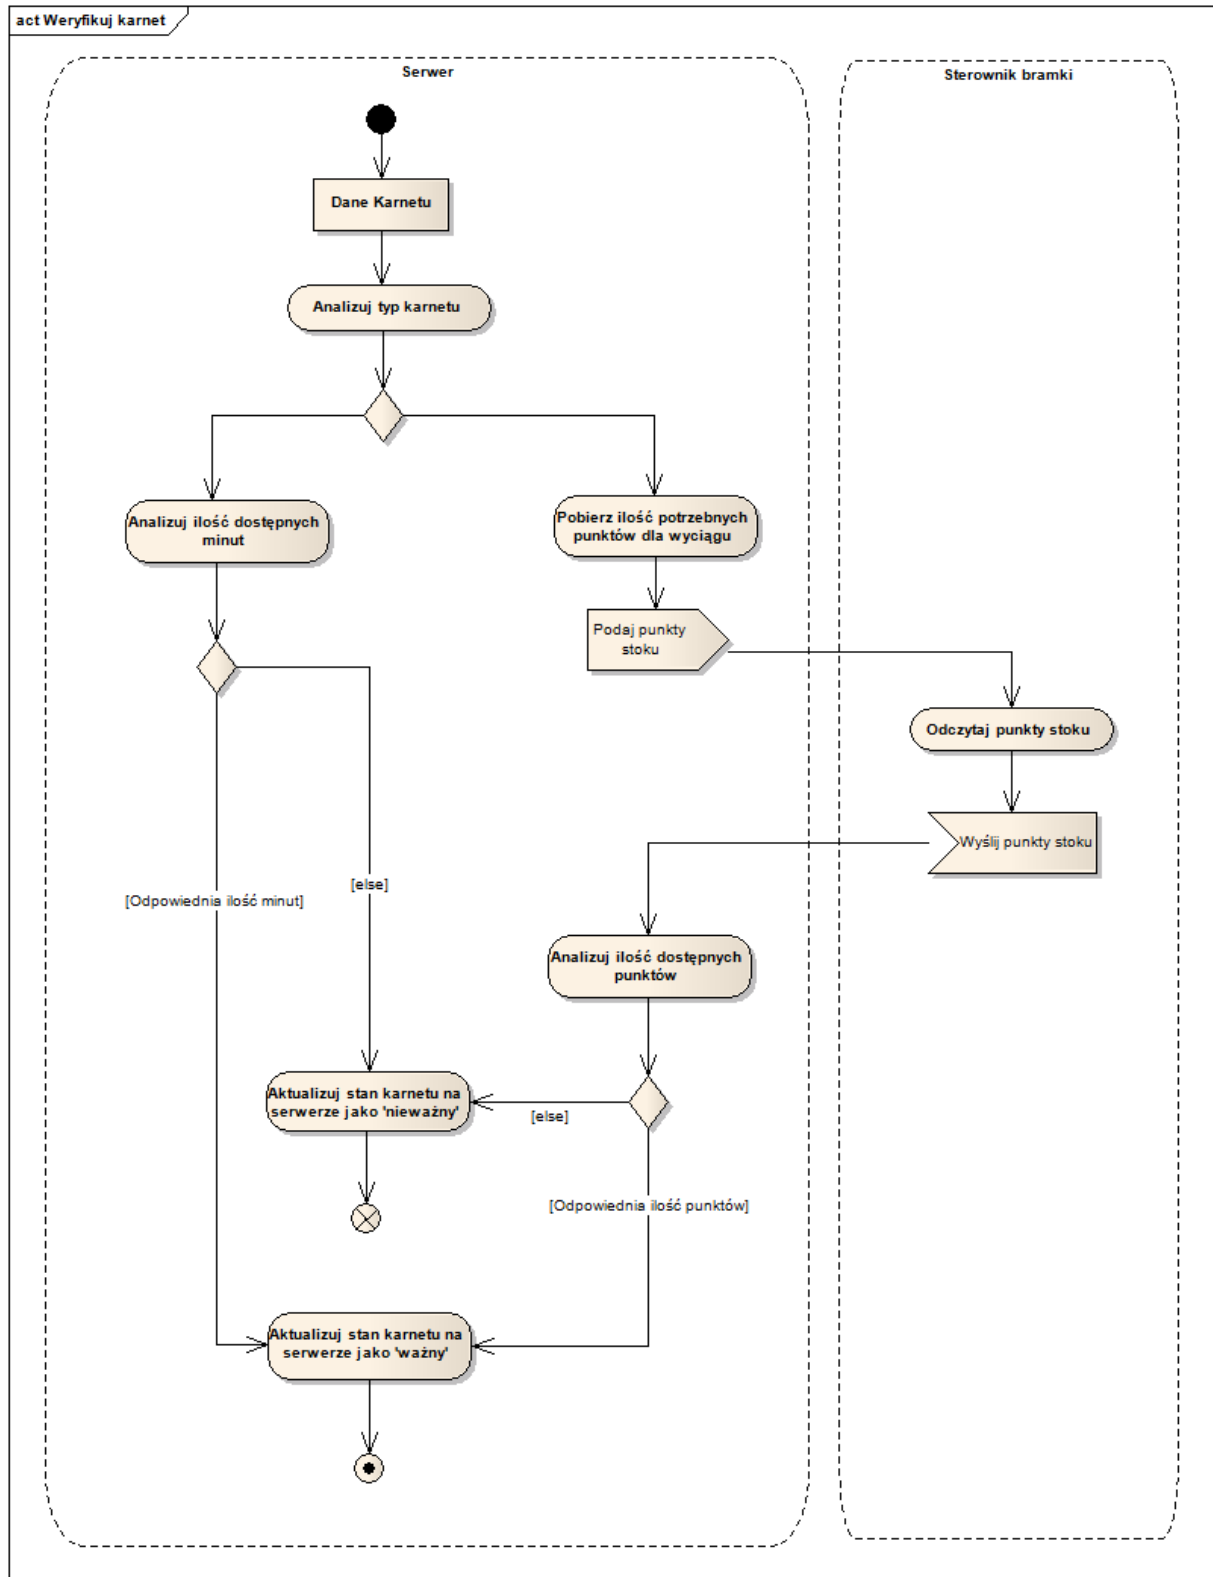 act Weryfikuj karnet
Serwer
Sterownik bramki
Dane Karnetu
Analizuj typ karnetu
Analizuj ilość dostępnych
minut
Pobierz ilość potrzebnych
punktów dla wyciągu
Podaj punkty
stoku
Odczytaj punkty stoku
Wyślij punkty stoku
[else]
[Odpowiednia ilość minut]
Analizuj ilość dostępnych
punktów
Aktualizuj stan karnetu na
serwerze jako 'nieważny'
[else]
[Odpowiednia ilość punktów]
Aktualizuj stan karnetu na
serwerze jako 'ważny'